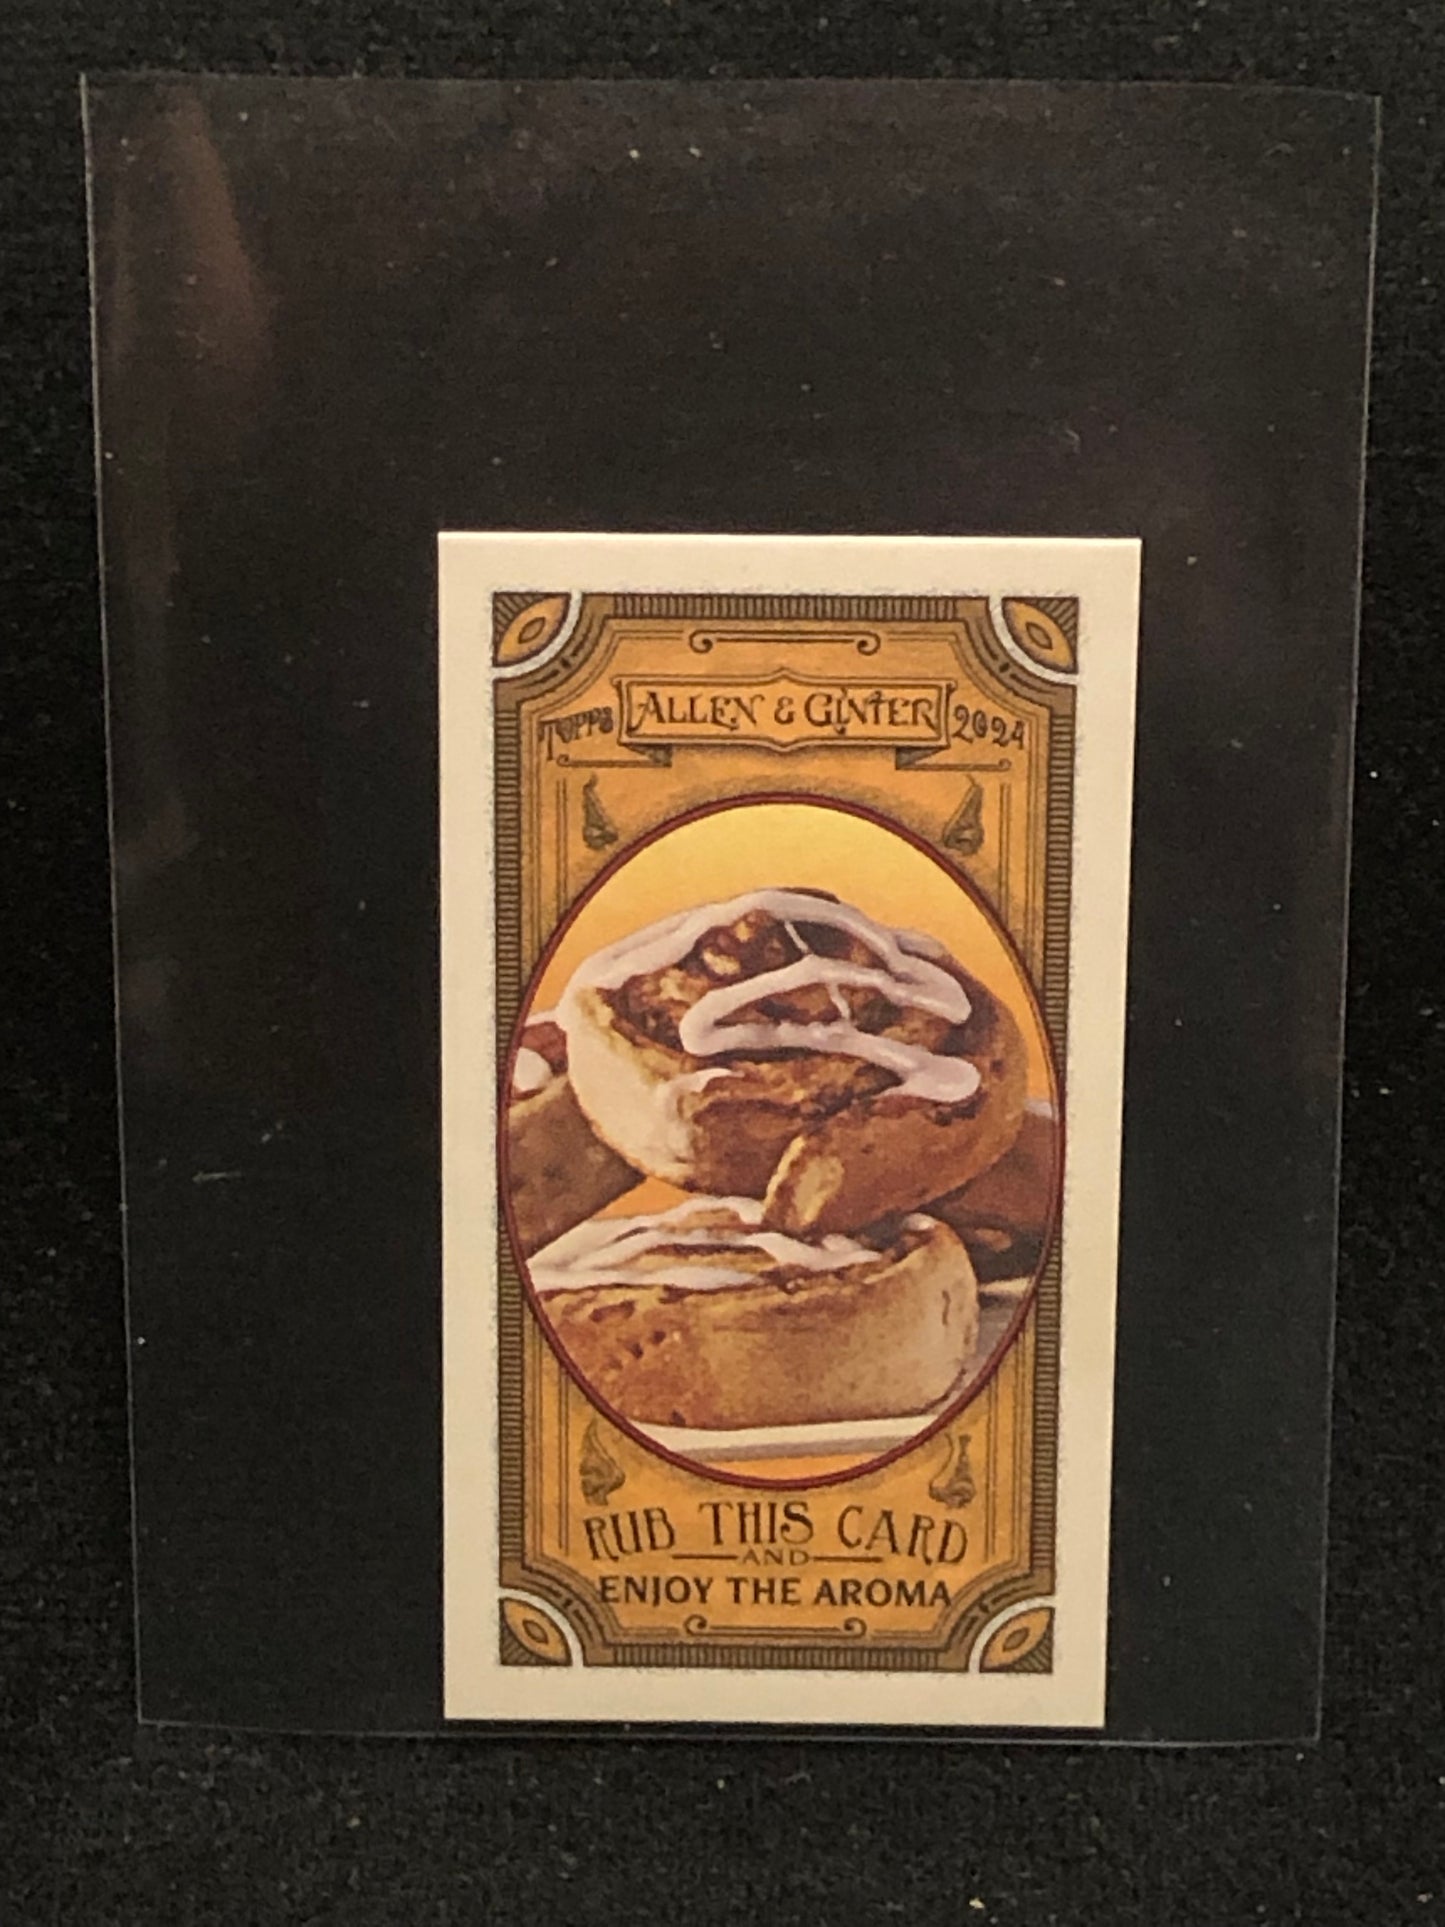 TOPPS ALLEN & GINTER 2024
RUB THIS CARD
AND
ENJOY THE AROMA